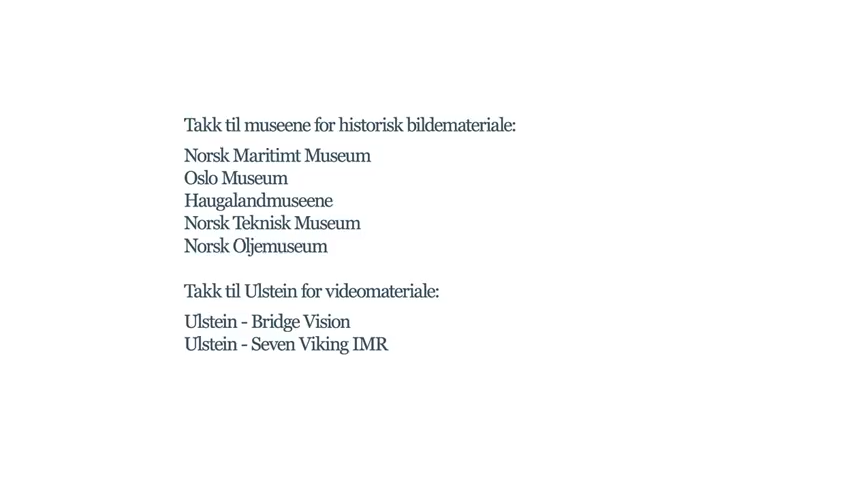 Takk til museene for historisk bildemateriale:
Norsk Maritimt Museum
Oslo Museum
Haugalandmuseene
Norsk Teknisk Museum
Norsk Oljemuseum
Takk til Ulstein for videomateriale:
Ulstein - Bridge Vision
Ulstein - Seven Viking IMR